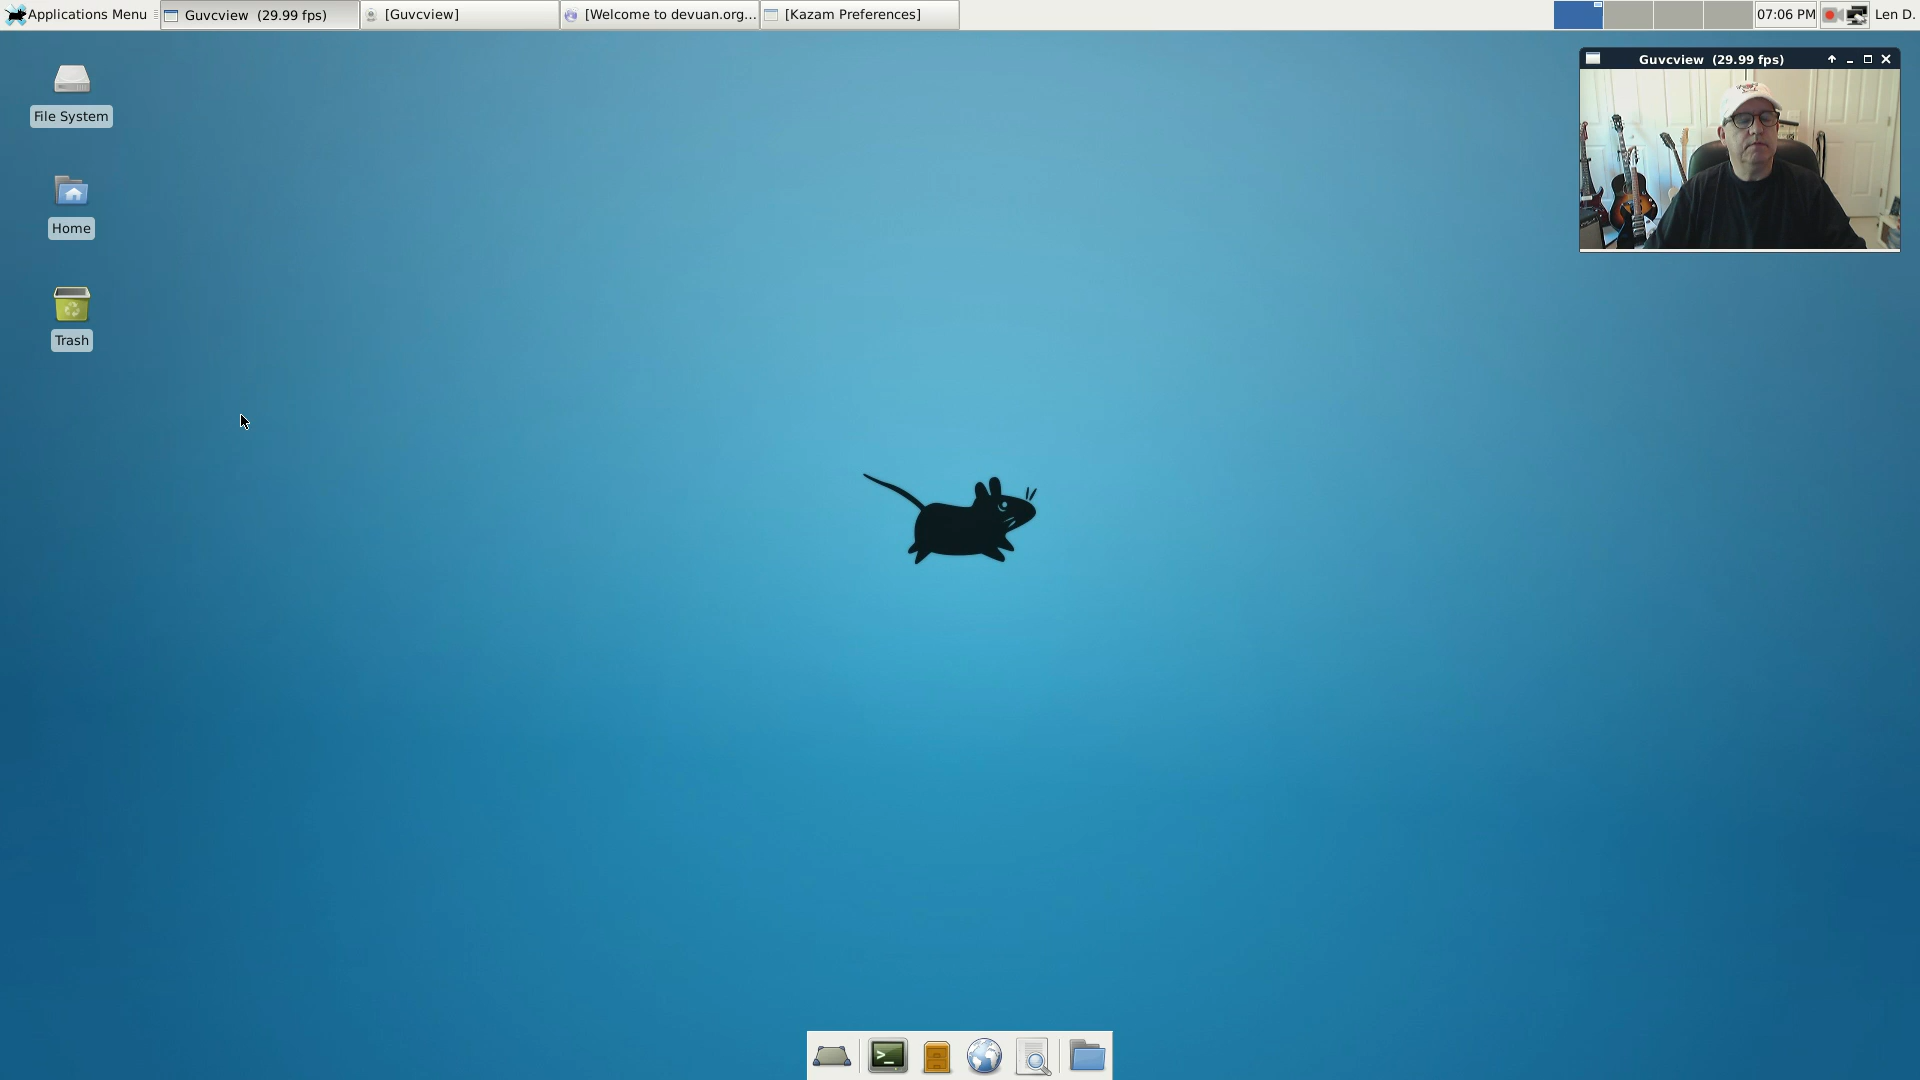 Applications Menu
Guvcview (29.99 fps)
[Guvcview]
[Welcome to devuan.org...
[Kazam Preferences]
07:06 PM
Len D.
Guvcview (29.99 fps)
File System
Home
Trash
>_